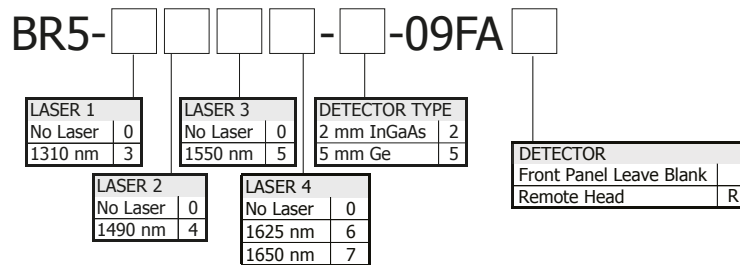 BR5- - -09FA
LASER 1
No Laser 0
1310 nm 3
LASER 2
No Laser 0
1490 nm 4
LASER 3
No Laser 0
1550 nm 5
LASER 4
No Laser 0
1625 nm 6
1650 nm 7
DETECTOR TYPE
2 mm InGaAs 2
5 mm Ge 5
DETECTOR
Front Panel Leave Blank
Remote Head R